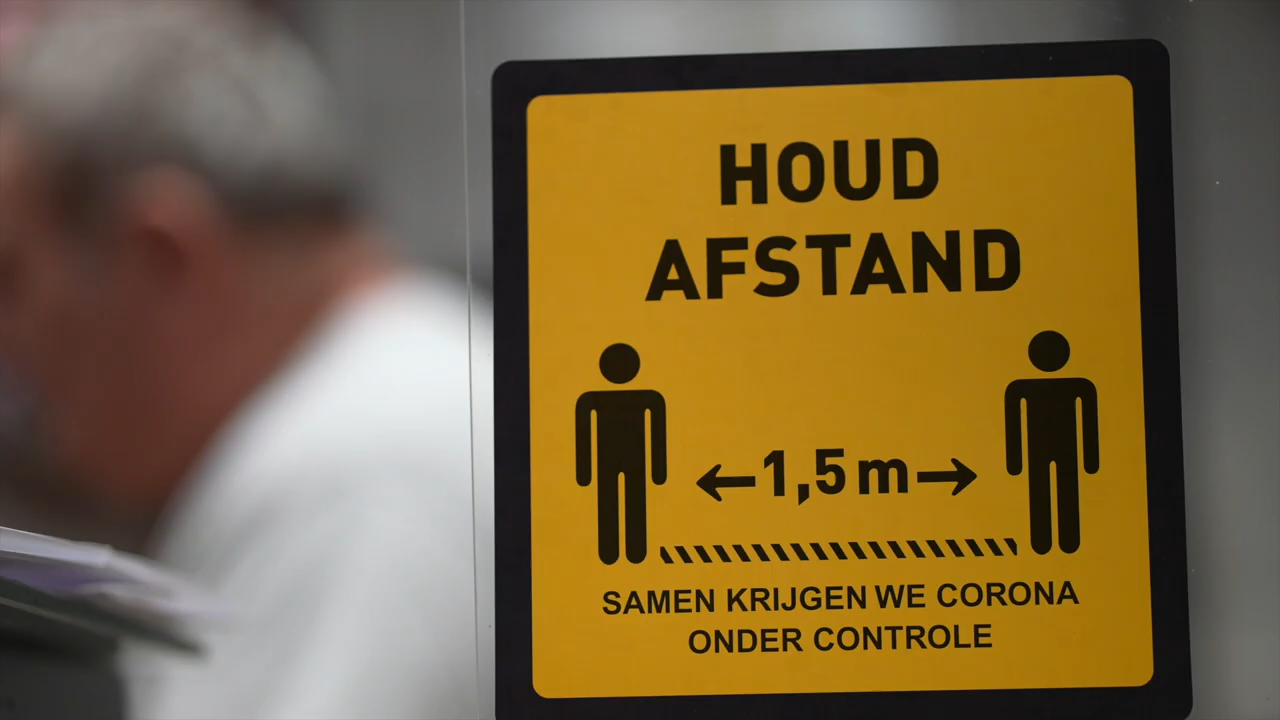 HOUD
AFSTAND
←1,5m→
SAMEN KRIJGEN WE CORONA
ONDER CONTROLE